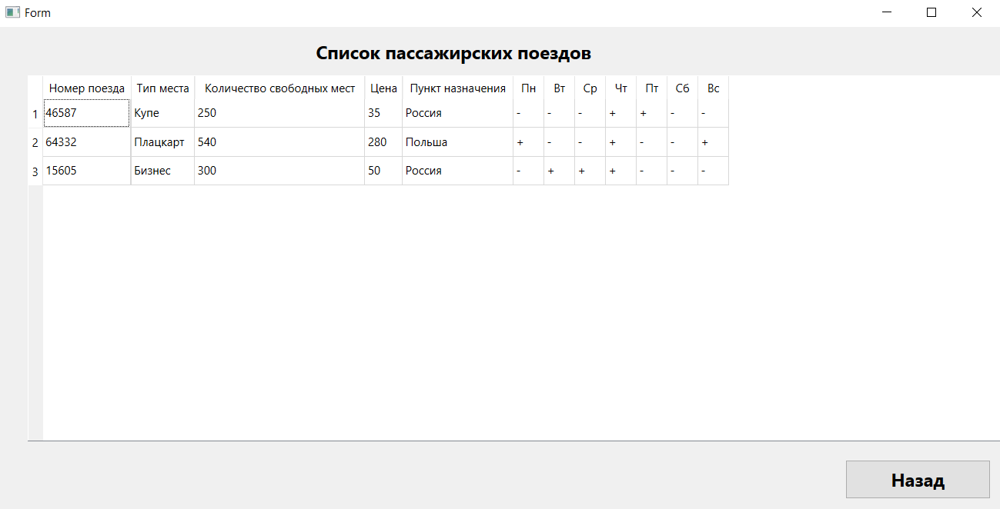 Form
Список пассажирских поездов
Номер поезда Тип места Количество свободных мест Цена Пункт назначения Пн Вт Ср Чт Пт Сб Вс
1 46587 Купе 250 35 Россия - - - + + - -
2 64332 Плацкарт 540 280 Польша + - - + - - +
3 15605 Бизнес 300 50 Россия - + + + - - -
Назад